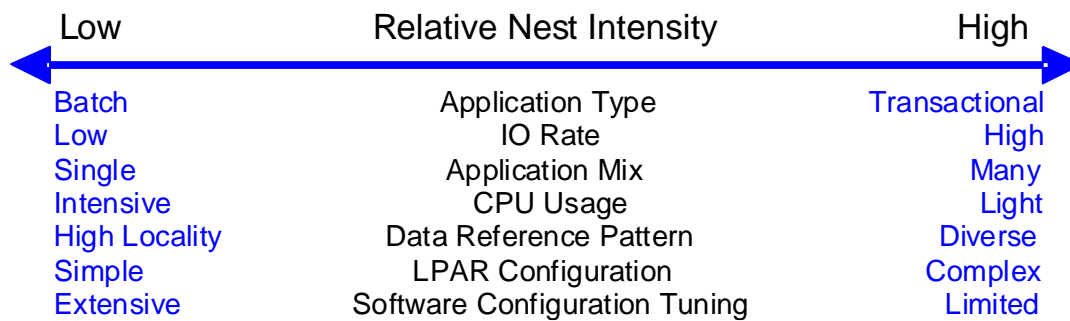 Low Relative Nest Intensity High
Batch Application Type Transactional
Low IO Rate High
Single Application Mix Many
Intensive CPU Usage Light
High Locality Data Reference Pattern Diverse
Simple LPAR Configuration Complex
Extensive Software Configuration Tuning Limited